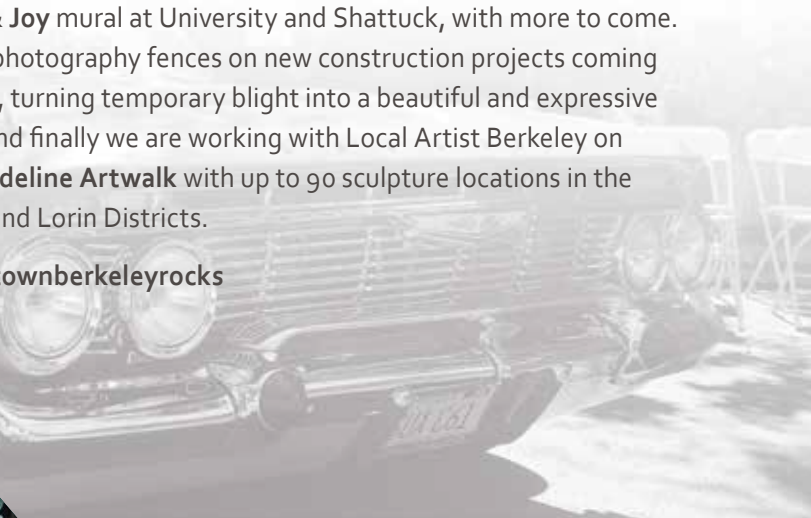 Joy mural at University and Shattuck, with more to come.
photography fences on new construction projects coming
, turning temporary blight into a beautiful and expressive
nd finally we are working with Local Artist Berkeley on
deline Artwalk with up to 90 sculpture locations in the
nd Lorin Districts.
ownberkeleyrocks